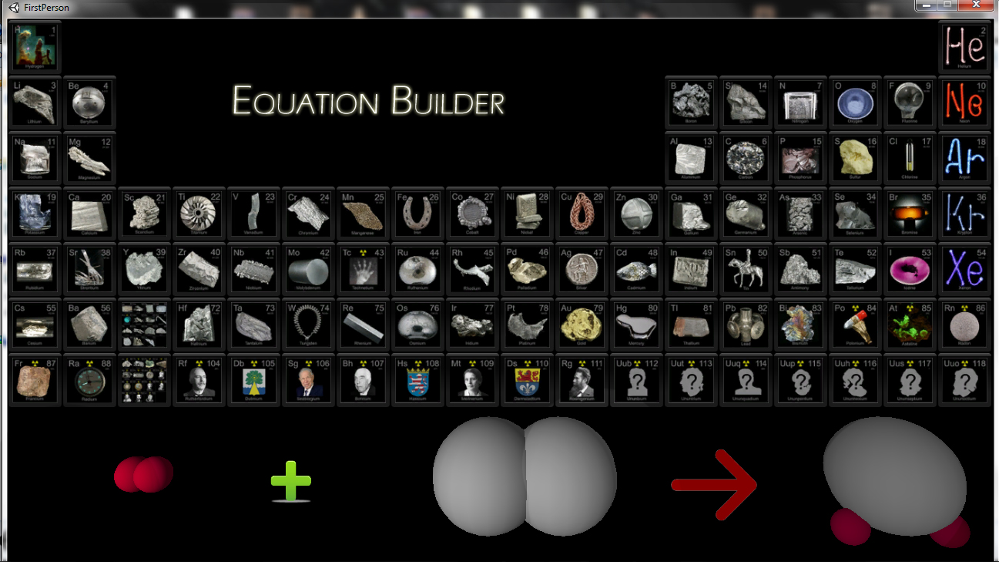 FirstPerson
H 1 2
He
Hydrogen Helium
Li 3 Be 4 B 5 Si 14 N 7 O 8 F 9 10
Ne
EQUATION BUILDER
Lithium Beryllium Boron Silicon Nitrogen Oxygen Fluorine Neon
Na 11 Mg 12 Al 13 C 6 P 15 S 16 Cl 17 18
Ar
Sodium Magnesium Aluminum Carbon Phosphorus Sulfur Chlorine Argon
K 19 Ca 20 Sc 21 Ti 22 V 23 Cr 24 Mn 25 Fe 26 Co 27 Ni 28 Cu 29 Zn 30 Ga 31 Ge 32 As 33 Se 34 Br 35 36
Kr
Potassium Calcium Scandium Titanium Vanadium Chromium Manganese Iron Cobalt Nickel Copper Zinc Gallium Germanium Arsenic Selenium Bromine Krypton
Rb 37 Sr 38 Y 39 Zr 40 Nb 41 Mo 42 Tc 43 Ru 44 Rh 45 Pd 46 Ag 47 Cd 48 In 49 Sn 50 Sb 51 Te 52 I 53 54
Xe
Rubidium Strontium Yttrium Zirconium Niobium Molybdenum Technetium Ruthenium Rhodium Palladium Silver Cadmium Indium Tin Antimony Tellurium Iodine Xenon
Cs 55 Ba 56 Hf 72 Ta 73 W 74 Re 75 Os 76 Ir 77 Pt 78 Au 79 Hg 80 Tl 81 Pb 82 Bi 83 Po 84 At 85 Rn 86
Cesium Barium Hafnium Tantalum Tungsten Rhenium Osmium Iridium Platinum Gold Mercury Thallium Lead Bismuth Polonium Astatine Radon
Fr 87 Ra 88 Rf 104 Db 105 Sg 106 Bh 107 Hs 108 Mt 109 Ds 110 Rg 111 Uub 112 Uut 113 Uuq 114 Uup 115 Uuh 116 Uus 117 Uuo 118
Francium Radium Rutherfordium Dubnium Seaborgium Bohrium Hassium Meitnerium Darmstadtium Roentgenium Ununbium Ununtrium Ununquadium Ununpentium Ununhexium Ununseptium Ununoctium